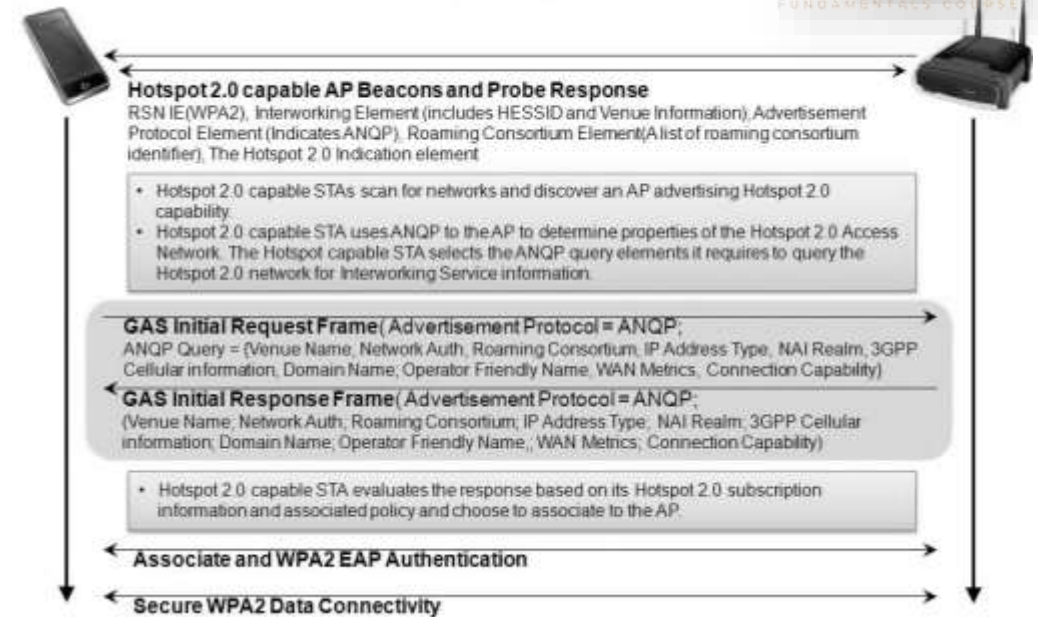 FUNDAMENTALS COURSE
Hotspot 2.0 capable AP Beacons and Probe Response
RSN IE(WPA2), Interworking Element (includes HESSID and Venue Information), Advertisement
Protocol Element (Indicates ANQP), Roaming Consortium Element(A list of roaming consortium
identifier), The Hotspot 2.0 Indication element
• Hotspot 2.0 capable STAs scan for networks and discover an AP advertising Hotspot 2.0
capability.
• Hotspot 2.0 capable STA uses ANQP to the AP to determine properties of the Hotspot 2.0 Access
Network. The Hotspot capable STA selects the ANQP query elements it requires to query the
Hotspot 2.0 network for Interworking Service information.
GAS Initial Request Frame( Advertisement Protocol = ANQP;
ANQP Query = {Venue Name, Network Auth, Roaming Consortium, IP Address Type, NAI Realm, 3GPP
Cellular information, Domain Name; Operator Friendly Name, WAN Metrics, Connection Capability)
GAS Initial Response Frame( Advertisement Protocol = ANQP;
(Venue Name; Network Auth; Roaming Consortium; IP Address Type; NAI Realm; 3GPP Cellular
information; Domain Name; Operator Friendly Name,; WAN Metrics; Connection Capability)
• Hotspot 2.0 capable STA evaluates the response based on its Hotspot 2.0 subscription
information and associated policy and choose to associate to the AP.
Associate and WPA2 EAP Authentication
Secure WPA2 Data Connectivity